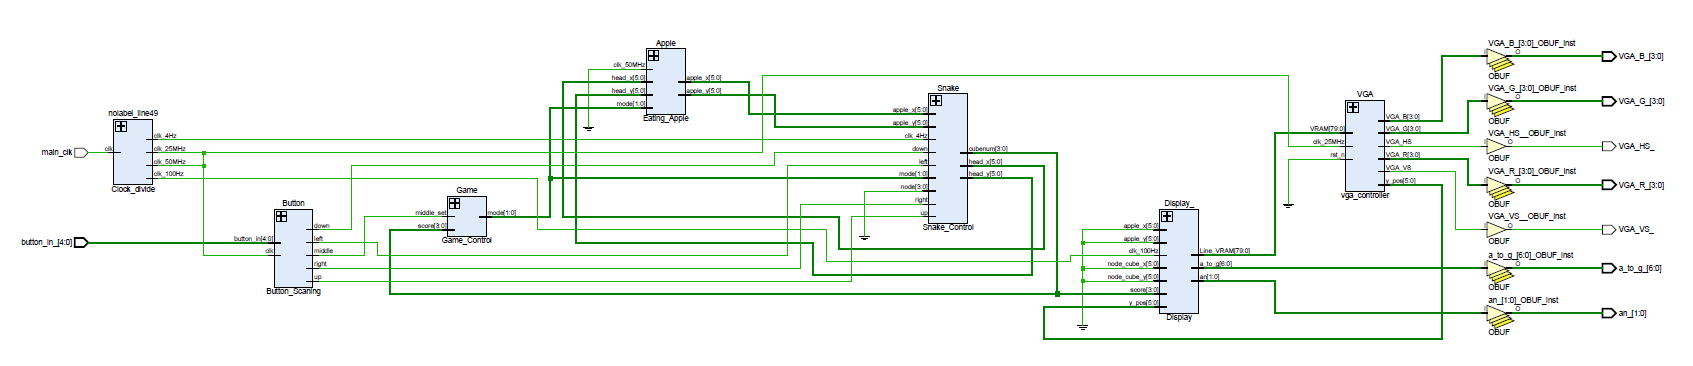 main_clk
button_in_[4:0]
nolabel_line49
clk
clk_4Hz
clk_25MHz
clk_50MHz
clk_100Hz
Clock_divide
Button
button_in[4:0]
clk
down
left
middle
right
up
Button_Scaning
Game
middle_set
score[3:0]
mode[1:0]
Game_Control
Apple
clk_50MHz
head_x[5:0]
head_y[5:0]
mode[1:0]
apple_x[5:0]
apple_y[5:0]
Eating_Apple
Snake
apple_x[5:0]
apple_y[5:0]
clk_4Hz
down
left
mode[1:0]
node[3:0]
right
up
cubenum[3:0]
head_x[5:0]
head_y[5:0]
Snake_Control
Display_
apple_x[5:0]
apple_y[5:0]
clk_100Hz
node_cube_x[5:0]
node_cube_y[5:0]
score[3:0]
y_pos[5:0]
Line_VRAM[79:0]
a_to_g[6:0]
an[1:0]
Display
VGA
VRAM[79:0]
clk_25MHz
rst_n
VGA_B[3:0]
VGA_G[3:0]
VGA_HS
VGA_R[3:0]
VGA_VS
y_pos[5:0]
vga_controller
VGA_B_[3:0]_OBUF_inst
I
O
OBUF
VGA_B_[3:0]
VGA_G_[3:0]_OBUF_inst
I
O
OBUF
VGA_G_[3:0]
VGA_HS__OBUF_inst
I
O
OBUF
VGA_HS_
VGA_R_[3:0]_OBUF_inst
I
O
OBUF
VGA_R_[3:0]
VGA_VS__OBUF_inst
I
O
OBUF
VGA_VS_
a_to_g_[6:0]_OBUF_inst
I
O
OBUF
a_to_g_[6:0]
an_[1:0]_OBUF_inst
I
O
OBUF
an_[1:0]